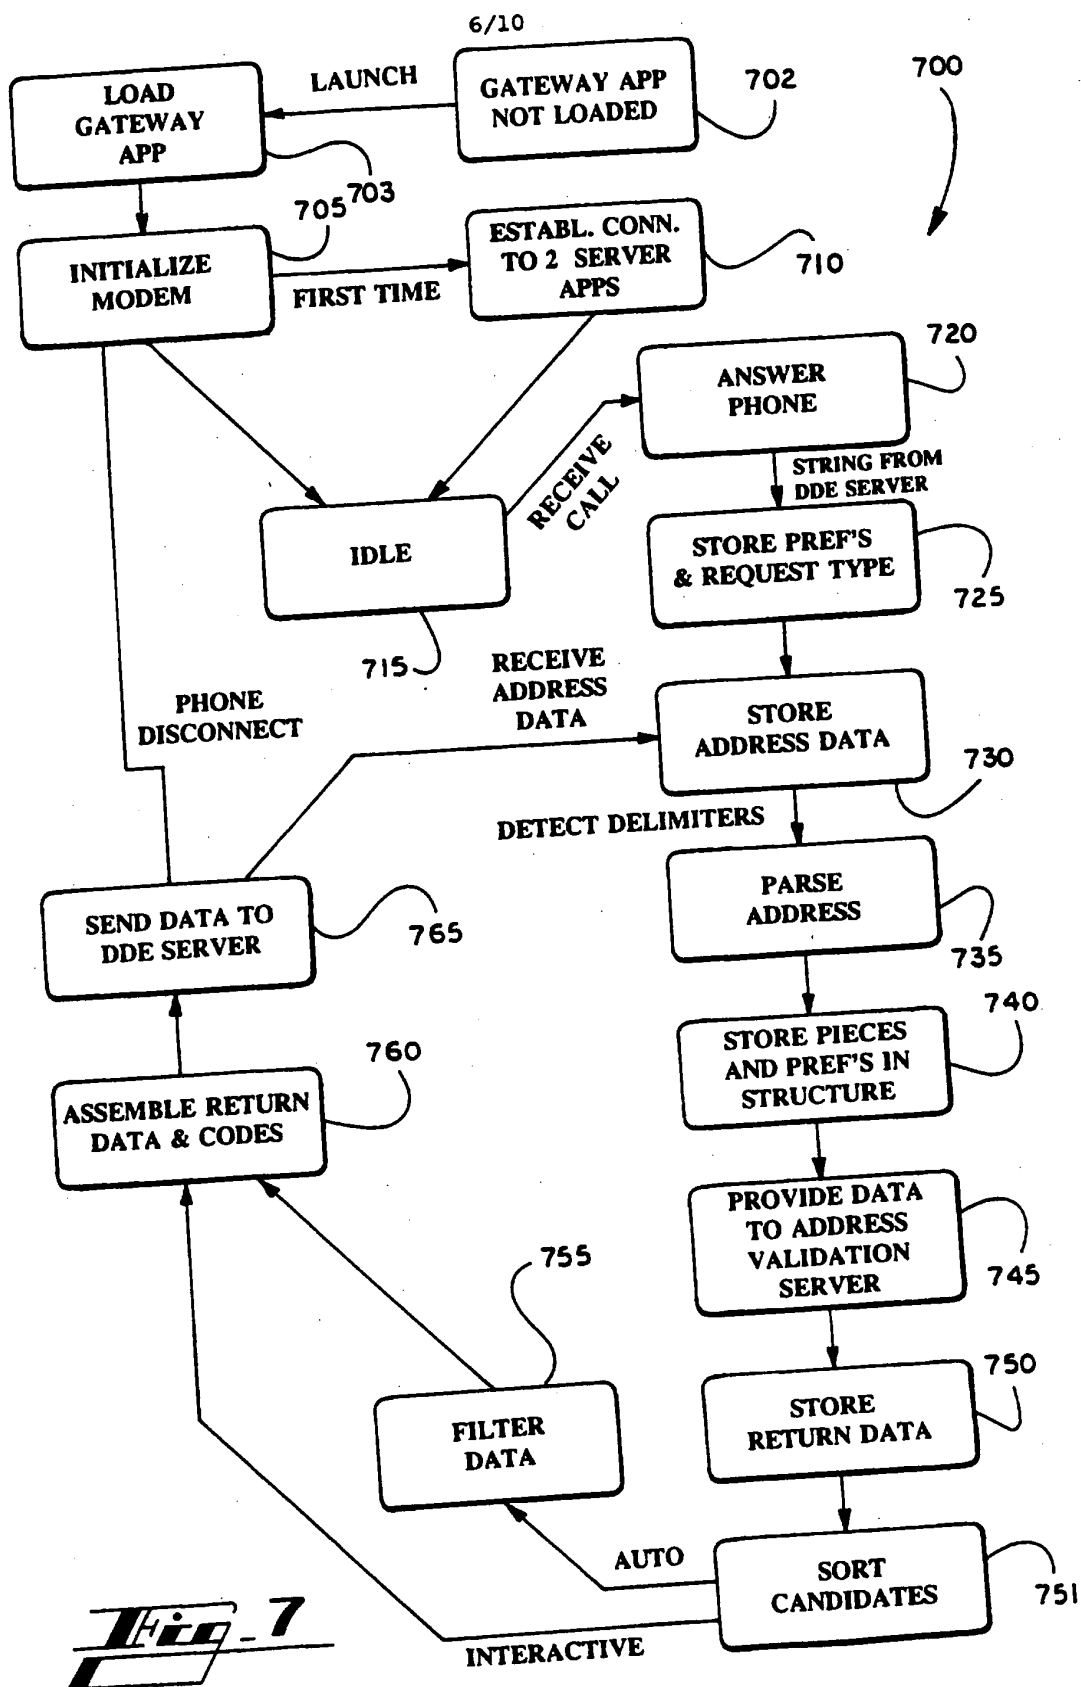 6/10
LOAD
GATEWAY
APP
LAUNCH
GATEWAY APP
NOT LOADED
702
700
703
705
INITIALIZE
MODEM
FIRST TIME
ESTABL. CONN.
TO 2 SERVER
APPS
710
720
ANSWER
PHONE
STRING FROM
DDE SERVER
RECEIVE
CALL
IDLE
715
STORE PREF'S
& REQUEST TYPE
725
RECEIVE
ADDRESS
DATA
PHONE
DISCONNECT
STORE
ADDRESS DATA
730
DETECT DELIMITERS
PARSE
ADDRESS
735
SEND DATA TO
DDE SERVER
765
740
STORE PIECES
AND PREF'S IN
STRUCTURE
760
ASSEMBLE RETURN
DATA & CODES
PROVIDE DATA
TO ADDRESS
VALIDATION
SERVER
745
755
750
STORE
RETURN DATA
FILTER
DATA
AUTO
SORT
CANDIDATES
751
INTERACTIVE
Fig_7